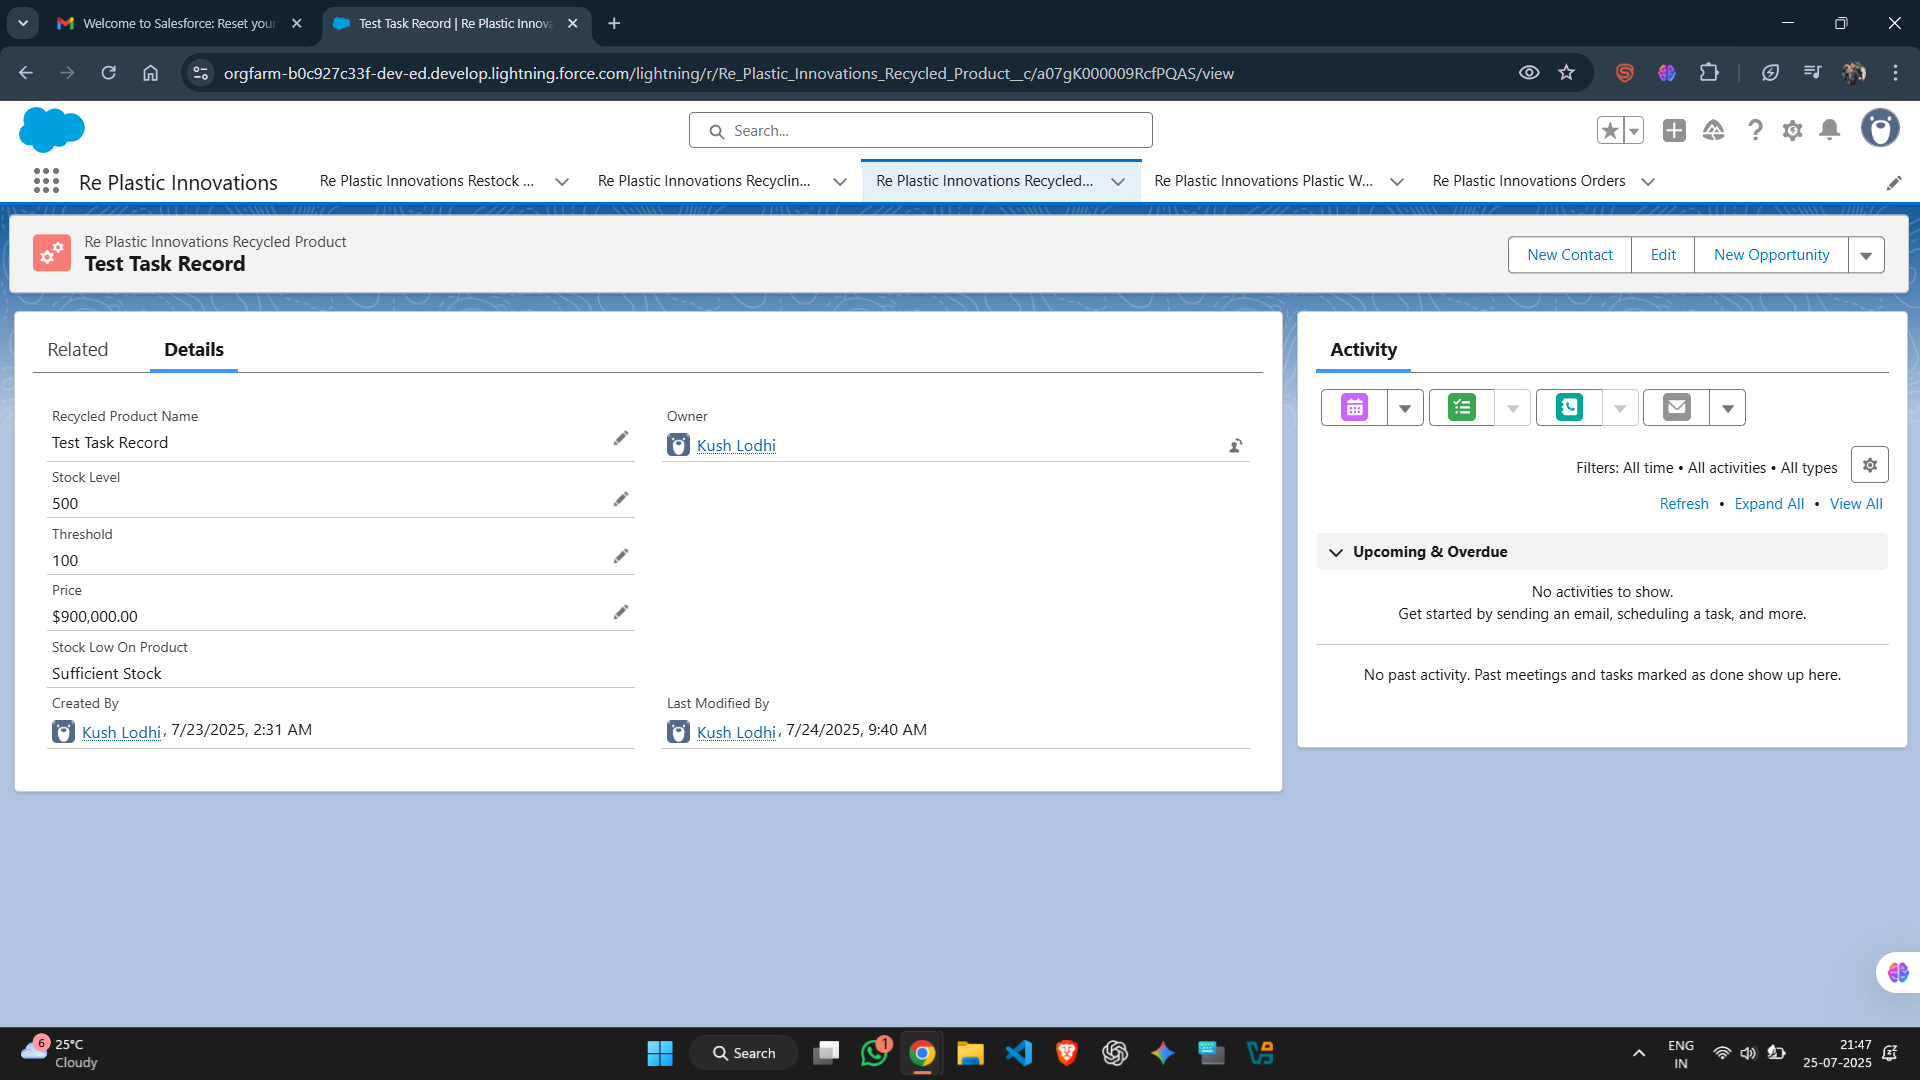 Welcome to Salesforce: Reset your
Test Task Record | Re Plastic Innova
orgfarm-b0c927c33f-dev-ed.develop.lightning.force.com/lightning/r/Re_Plastic_Innovations_Recycled_Product__c/a07gK000009RcfPQAS/view
Search...
Re Plastic Innovations
Re Plastic Innovations Restock ...
Re Plastic Innovations Recyclin...
Re Plastic Innovations Recycled...
Re Plastic Innovations Plastic W...
Re Plastic Innovations Orders
Re Plastic Innovations Recycled Product
Test Task Record
New Contact
Edit
New Opportunity
Related
Details
Recycled Product Name
Test Task Record
Owner
Kush Lodhi
Stock Level
500
Threshold
100
Price
$900,000.00
Stock Low On Product
Sufficient Stock
Created By
Kush Lodhi, 7/23/2025, 2:31 AM
Last Modified By
Kush Lodhi, 7/24/2025, 9:40 AM
Activity
Filters: All time • All activities • All types
Refresh • Expand All • View All
Upcoming & Overdue
No activities to show.
Get started by sending an email, scheduling a task, and more.
No past activity. Past meetings and tasks marked as done show up here.
6
25°C
Cloudy
Search
1
ENG
IN
21:47
25-07-2025